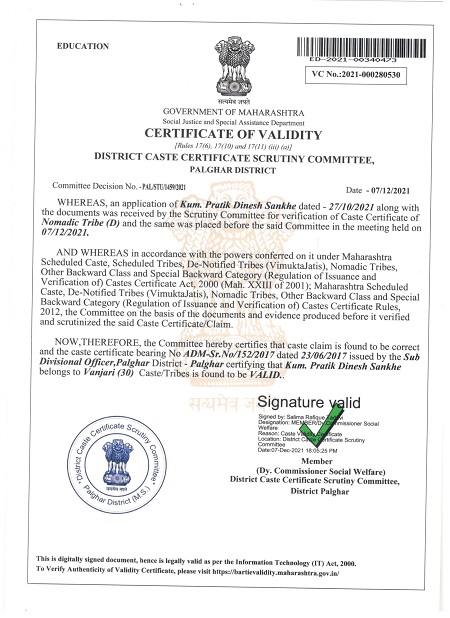 EDUCATION
ED-2021-00340473
VC No.:2021-000280530
सत्यमेव जयते
GOVERNMENT OF MAHARASHTRA
Social Justice and Special Assistance Department
CERTIFICATE OF VALIDITY
[Rules 17(6), 17(10) and 17(11) (iii) (a)]
DISTRICT CASTE CERTIFICATE SCRUTINY COMMITTEE,
PALGHAR DISTRICT
Committee Decision No. -PAL/STU/1459/2021
Date - 07/12/2021
WHEREAS, an application of Kum. Pratik Dinesh Sankhe dated - 27/10/2021 along with
the documents was received by the Scrutiny Committee for verification of Caste Certificate of
Nomadic Tribe (D) and the same was placed before the said Committee in the meeting held on
07/12/2021.
AND WHEREAS in accordance with the powers conferred on it under Maharashtra
Scheduled Caste, Scheduled Tribes, De-Notified Tribes (VimuktaJatis), Nomadic Tribes,
Other Backward Class and Special Backward Category (Regulation of Issuance and
Verification of) Castes Certificate Act, 2000 (Mah. XXIII of 2001); Maharashtra Scheduled
Caste, De-Notified Tribes (VimuktaJatis), Nomadic Tribes, Other Backward Class and Special
Backward Category (Regulation of Issuance and Verification of) Castes Certificate Rules,
2012, the Committee on the basis of the documents and evidence produced before it verified
and scrutinized the said Caste Certificate/Claim.
NOW,THEREFORE, the Committee hereby certifies that caste claim is found to be correct
and the caste certificate bearing No ADM-Sr.No/152/2017 dated 23/06/2017 issued by the Sub
Divisional Officer,Palghar District - Palghar certifying that Kum. Pratik Dinesh Sankhe
belongs to Vanjari (30) Caste/Tribes is found to be VALID..
सत्यमेव जयते
Signature valid
Signed by: Salima Rafique
Designation: MEMBER/Dy. Commissioner Social
Welfare
Reason: Caste Validity Certificate
Location: District Caste Certificate Scrutiny
Committee
Date:07-Dec-2021 18:05:25 PM
Member
(Dy. Commissioner Social Welfare)
District Caste Certificate Scrutiny Committee,
District Palghar
District Caste Certificate Scrutiny Committee
Palghar District (M.S.)
This is digitally signed document, hence is legally valid as per the Information Technology (IT) Act, 2000.
To Verify Authenticity of Validity Certificate, please visit https://bartievalidity.maharashtra.gov.in/